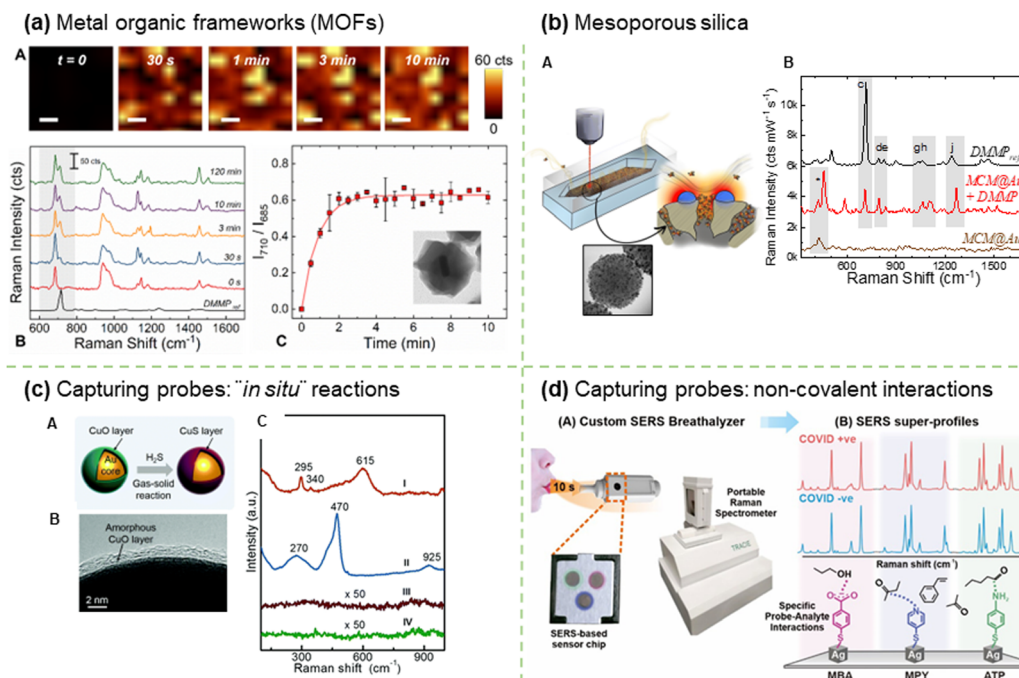 (a) Metal organic frameworks (MOFs)
A
t = 0
30 s
1 min
3 min
10 min
60 cts
0
50 cts
120 min
10 min
3 min
30 s
0 s
DMMP ref
Raman Intensity (cts)
600 800 1000 1200 1400 1600
Raman Shift (cm-1)
B
I710 / I685
0.8
0.6
0.4
0.2
0.0
0 2 4 6 8 10
Time (min)
C
(b) Mesoporous silica
A
B
Raman Intensity (cts mW-1 s-1)
10k
8k
6k
4k
2k
0k
c
de
gh
j
DMMPref
*
MCM@Au
+ DMMP
MCM@Au
600 900 1200 1500
Raman Shift (cm-1)
(c) Capturing probes: ¨in situ¨ reactions
A
CuO layer
CuS layer
Au
core
H2S
Gas-solid
reaction
B
Amorphous
CuO layer
2 nm
C
Intensity (a.u.)
295
340
615
I
270
470
925
II
x 50
III
x 50
IV
300 600 900
Raman shift (cm-1)
(d) Capturing probes: non-covalent interactions
(A) Custom SERS Breathalyzer
(B) SERS super-profiles
10 s
SERS-based
sensor chip
Portable
Raman
Spectrometer
TRACIE
COVID +ve
COVID -ve
Raman shift (cm-1)
Specific
Probe-Analyte
Interactions
OH
O
O
S
Ag
MBA
O
N
S
Ag
MPY
O
O
NH2
S
Ag
ATP